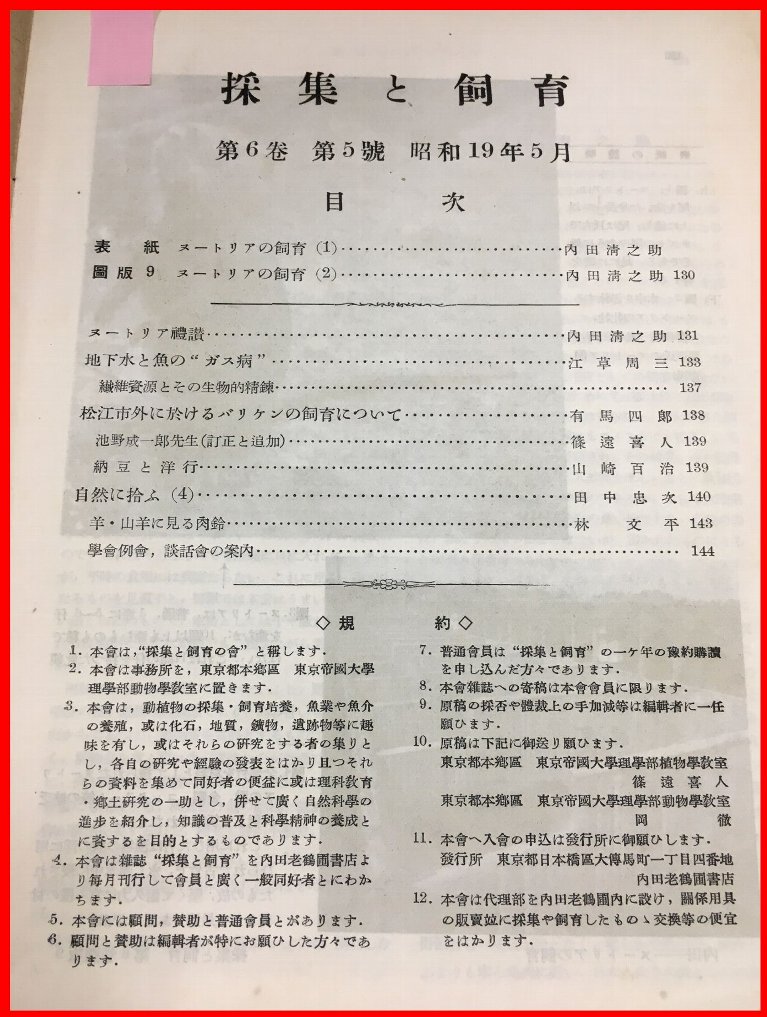 採集と飼育
第6巻 第5號 昭和19年5月
目次
表紙 ヌートリアの飼育 (1)……………………内田淸之助
圖版9 ヌートリアの飼育 (2)……………………内田淸之助 130
ヌートリア禮讃……………………内田淸之助 131
地下水と魚の“ガス病”……………………江草周三 133
纎維資源とその生物的精錬……………………137
松江市外に於けるバリケンの飼育について……………………有馬四郎 138
池野成一郎先生(訂正と追加)……………………篠遠喜人 139
納豆と洋行……………………山崎百治 139
自然に拾ふ (4)……………………田中忠次 140
羊・山羊に見る肉鈴……………………林文平 143
學會例會，談話會の案內……………………144
◇規約◇
1. 本會は，“採集と飼育の會”と稱します．
2. 本會は事務所を，東京都本鄕區 東京帝國大學
理學部動物學敎室に置きます．
3. 本會は，動植物の採集・飼育培養，魚業や魚介
の養殖，或は化石，地質，鑛物，遺跡物等に趣
味を有し，或はそれらの研究をする者の集りと
し，各自の研究や經驗の發表をはかり且つそれ
らの資料を集めて同好者の便益に或は理科敎育
・鄕土硏究の一助とし，併せて廣く自然科學の
進步を紹介し，知識の普及と科學精神の養成と
に資するを目的とするものであります．
4. 本會は雜誌“採集と飼育”を內田老鶴圃書店よ
り每月刊行して會員と廣く一般同好者とにわか
ちます．
5. 本會には顧問，贊助と普通會員とがあります．
6. 顧問と贊助は編輯者が特にお願ひした方々であ
ります．
7. 普通會員は“採集と飼育”の一ケ年の豫約購讀
を申し込んだ方々であります．
8. 本會雜誌への寄稿は本會會員に限ります．
9. 原稿の採否や體裁上の手加減等は編輯者に一任
願ひます．
10. 原稿は下記に御送り願ひます．
東京都本鄕區 東京帝國大學理學部植物學敎室
篠遠喜人
東京都本鄕區 東京帝國大學理學部動物學敎室
岡徹
11. 本會へ入會の申込は發行所に御願ひします．
發行所 東京都日本橋區大傳馬町一丁目四番地
內田老鶴圃書店
12. 本會は代理部を內田老鶴圃內に設け，關係用具
の販賣竝に採集や飼育したものゝ交換等の便宜
をはかります．